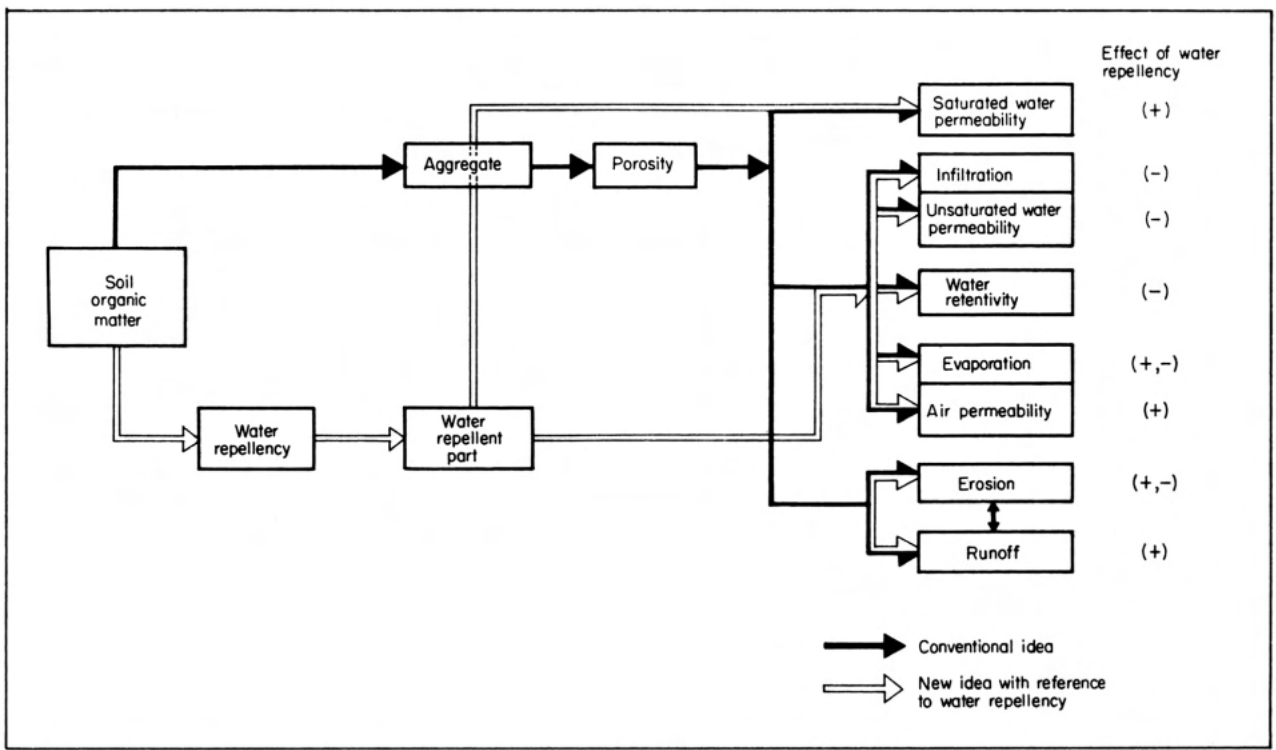 Effect of water
repellency
Saturated water
permeability
(+)
Aggregate
Porosity
Infiltration
(-)
Unsaturated water
permeability
(-)
Soil
organic
matter
Water
retentivity
(-)
Evaporation
(+,-)
Air permeability
(+)
Water
repellency
Water
repellent
part
Erosion
(+,-)
Runoff
(+)
Conventional idea
New idea with reference
to water repellency